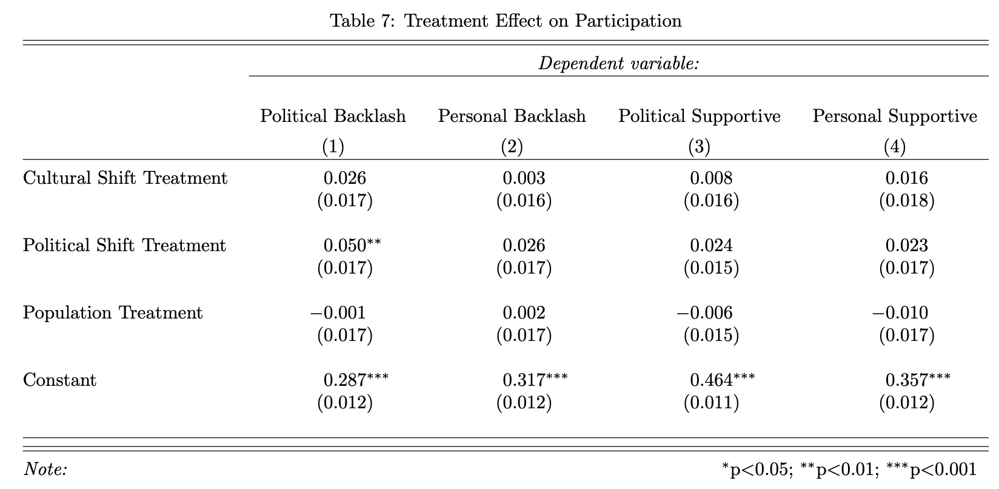 Table 7: Treatment Effect on Participation
Dependent variable:
Political Backlash Personal Backlash Political Supportive Personal Supportive
(1) (2) (3) (4)
Cultural Shift Treatment 0.026 0.003 0.008 0.016
(0.017) (0.016) (0.016) (0.018)
Political Shift Treatment 0.050** 0.026 0.024 0.023
(0.017) (0.017) (0.015) (0.017)
Population Treatment −0.001 0.002 −0.006 −0.010
(0.017) (0.017) (0.015) (0.017)
Constant 0.287*** 0.317*** 0.464*** 0.357***
(0.012) (0.012) (0.011) (0.012)
Note: *p<0.05; **p<0.01; ***p<0.001